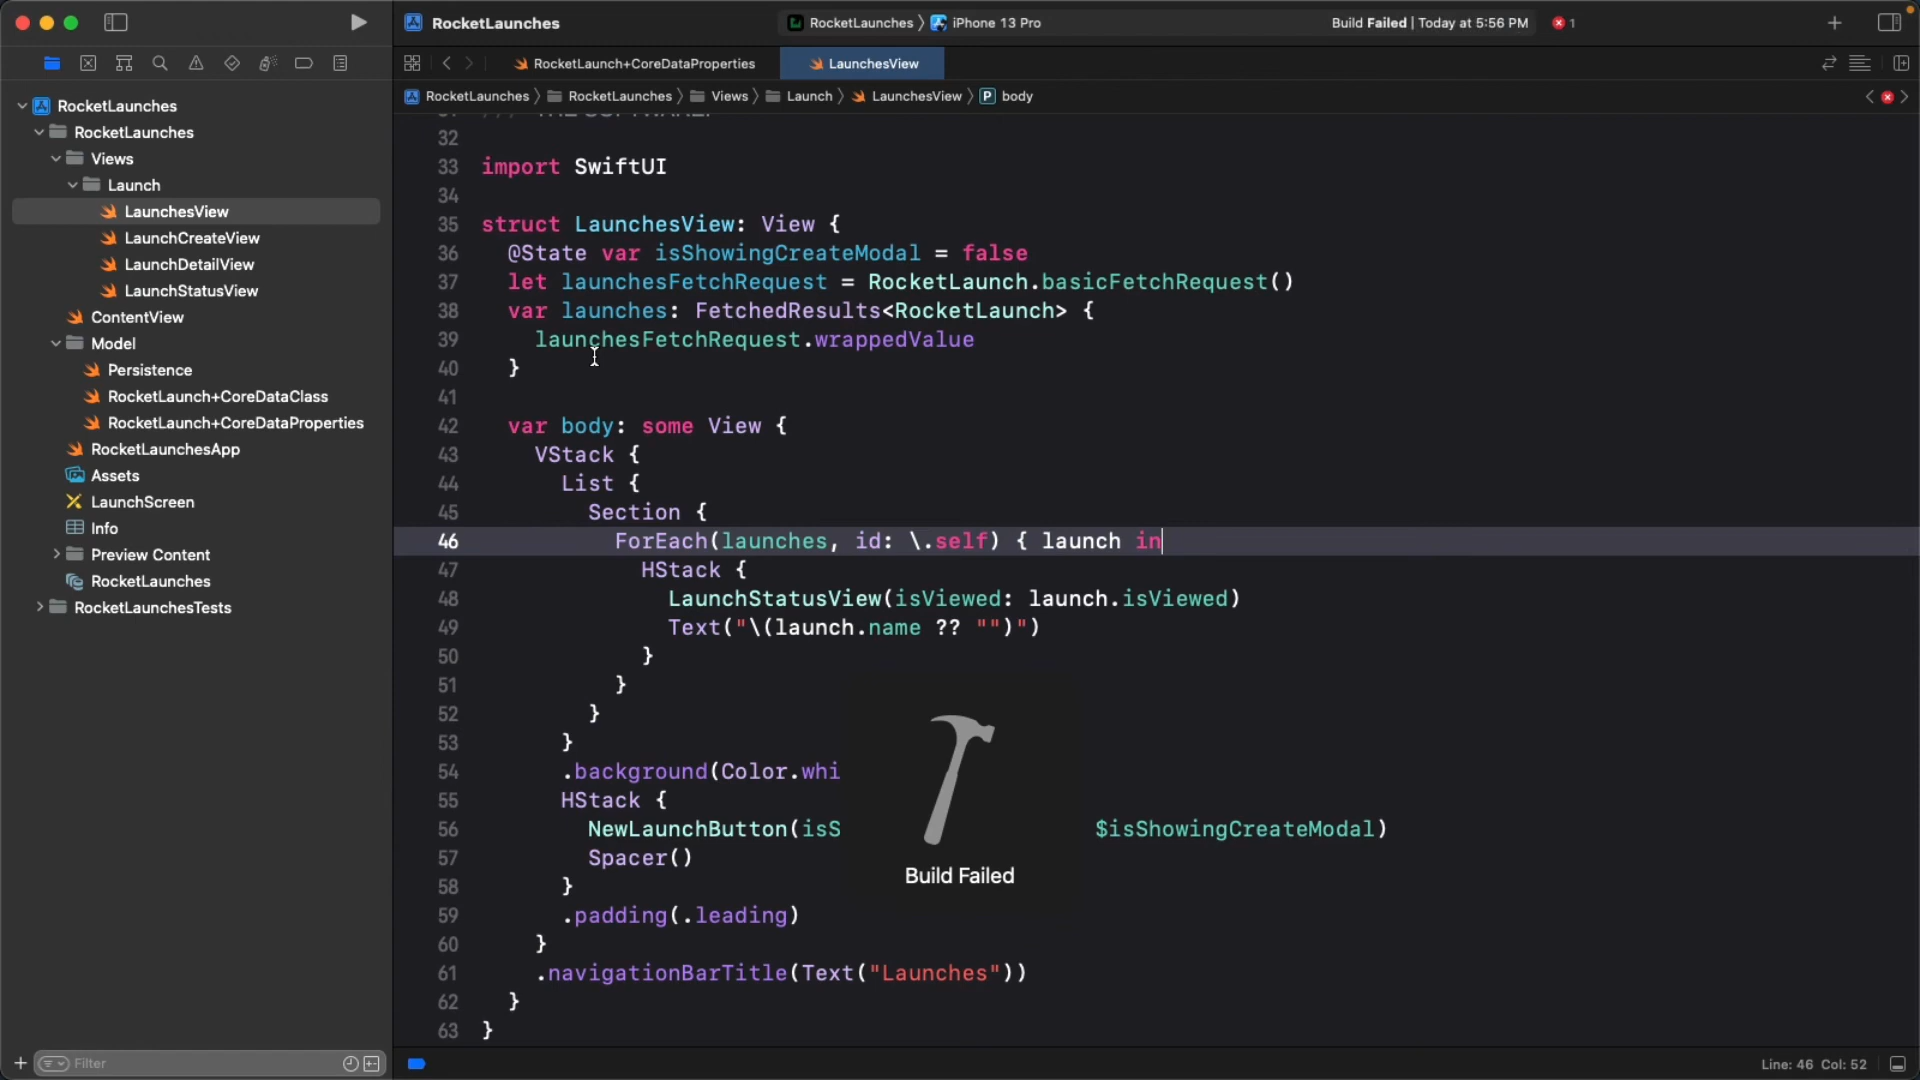 RocketLaunches
RocketLaunches 〉 iPhone 13 Pro
Build Failed | Today at 5:56 PM
1
RocketLaunch+CoreDataProperties
LaunchesView
RocketLaunches 〉 RocketLaunches 〉 Views 〉 Launch 〉 LaunchesView 〉 P body
RocketLaunches
RocketLaunches
Views
Launch
LaunchesView
LaunchCreateView
LaunchDetailView
LaunchStatusView
ContentView
Model
Persistence
RocketLaunch+CoreDataClass
RocketLaunch+CoreDataProperties
RocketLaunchesApp
Assets
LaunchScreen
Info
Preview Content
RocketLaunches
RocketLaunchesTests
Filter
32
33 import SwiftUI
34
35 struct LaunchesView: View {
36 @State var isShowingCreateModal = false
37 let launchesFetchRequest = RocketLaunch.basicFetchRequest()
38 var launches: FetchedResults<RocketLaunch> {
39 launchesFetchRequest.wrappedValue
40 }
41
42 var body: some View {
43 VStack {
44 List {
45 Section {
46 ForEach(launches, id: \.self) { launch in
47 HStack {
48 LaunchStatusView(isViewed: launch.isViewed)
49 Text("\(launch.name ?? "")")
50 }
51 }
52 }
53 }
54 .background(Color.whi
55 HStack {
56 NewLaunchButton(isS $isShowingCreateModal)
57 Spacer()
58 }
59 .padding(.leading)
60 }
61 .navigationBarTitle(Text("Launches"))
62 }
63 }
Build Failed
Line: 46 Col: 52